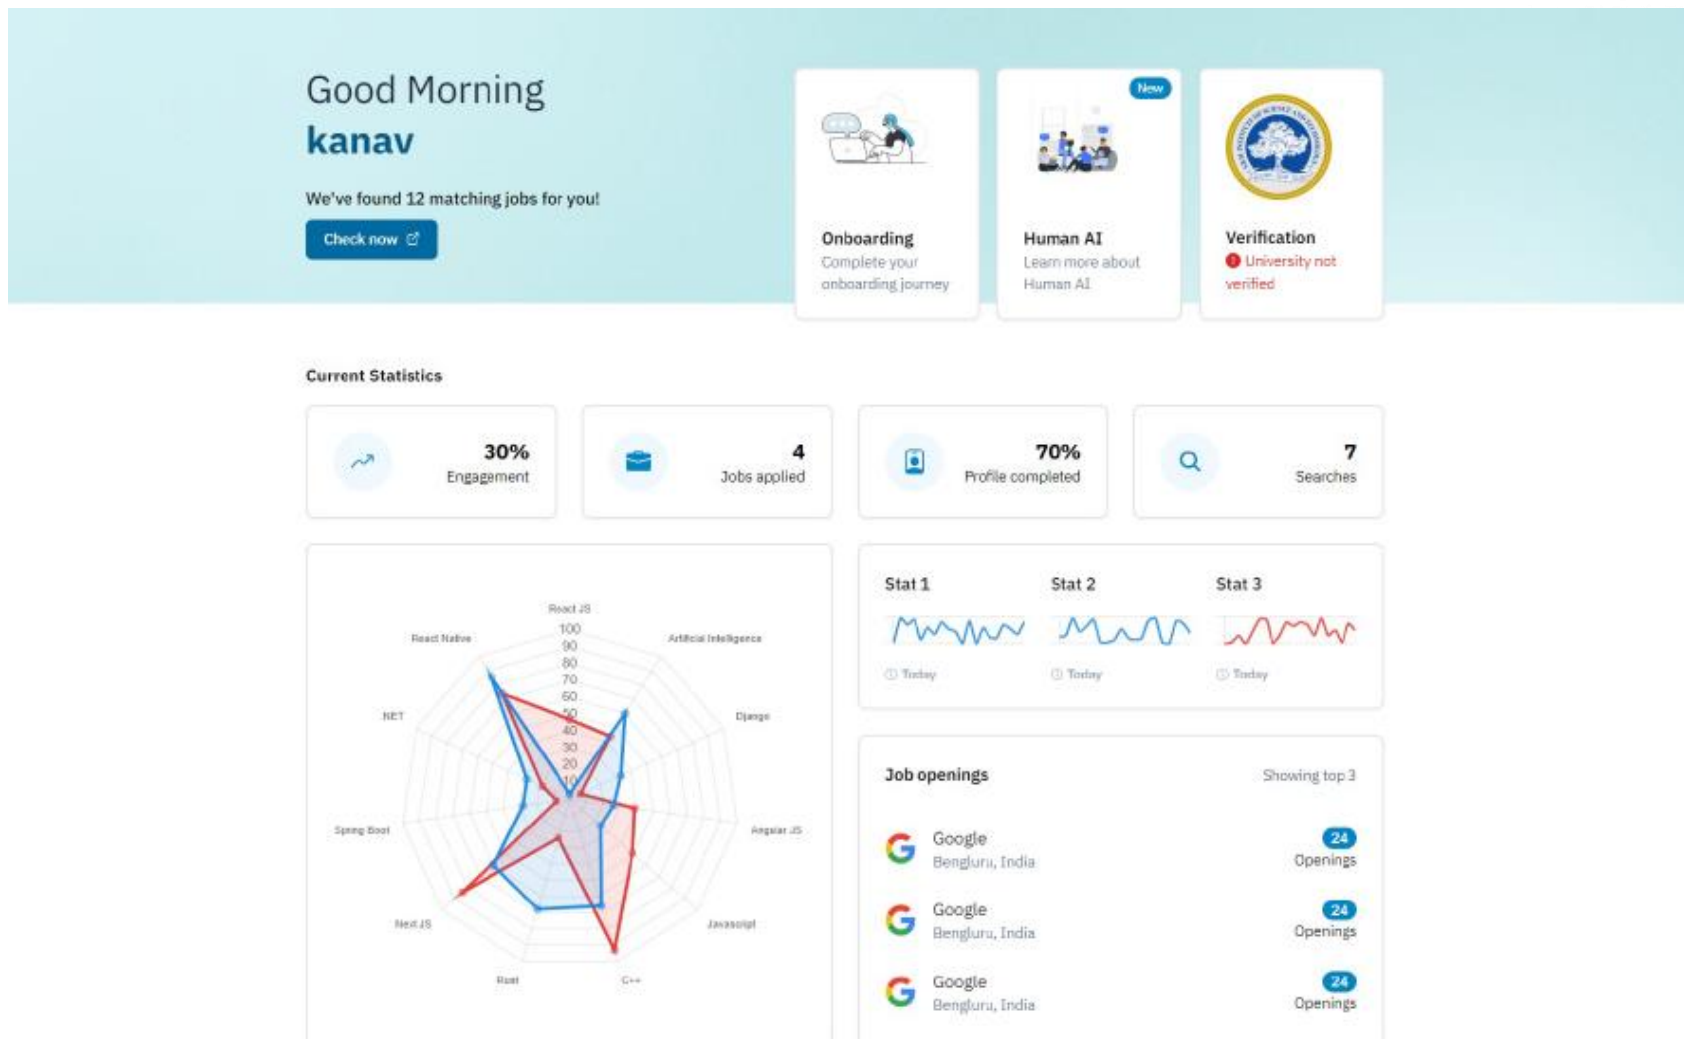 Good Morning
kanav
We've found 12 matching jobs for you!
Check now
Onboarding
Complete your
onboarding journey
New
Human AI
Learn more about
Human AI
Verification
University not
verified
Current Statistics
30%
Engagement
4
Jobs applied
70%
Profile completed
7
Searches
React JS
Artificial Intelligence
Django
Angular JS
Javascript
C++
Rust
Next JS
Spring Boot
NET
React Native
100
90
80
70
60
50
40
30
20
10
Stat 1
Today
Stat 2
Today
Stat 3
Today
Job openings
Showing top 3
Google
Bengluru, India
24
Openings
Google
Bengluru, India
24
Openings
Google
Bengluru, India
24
Openings